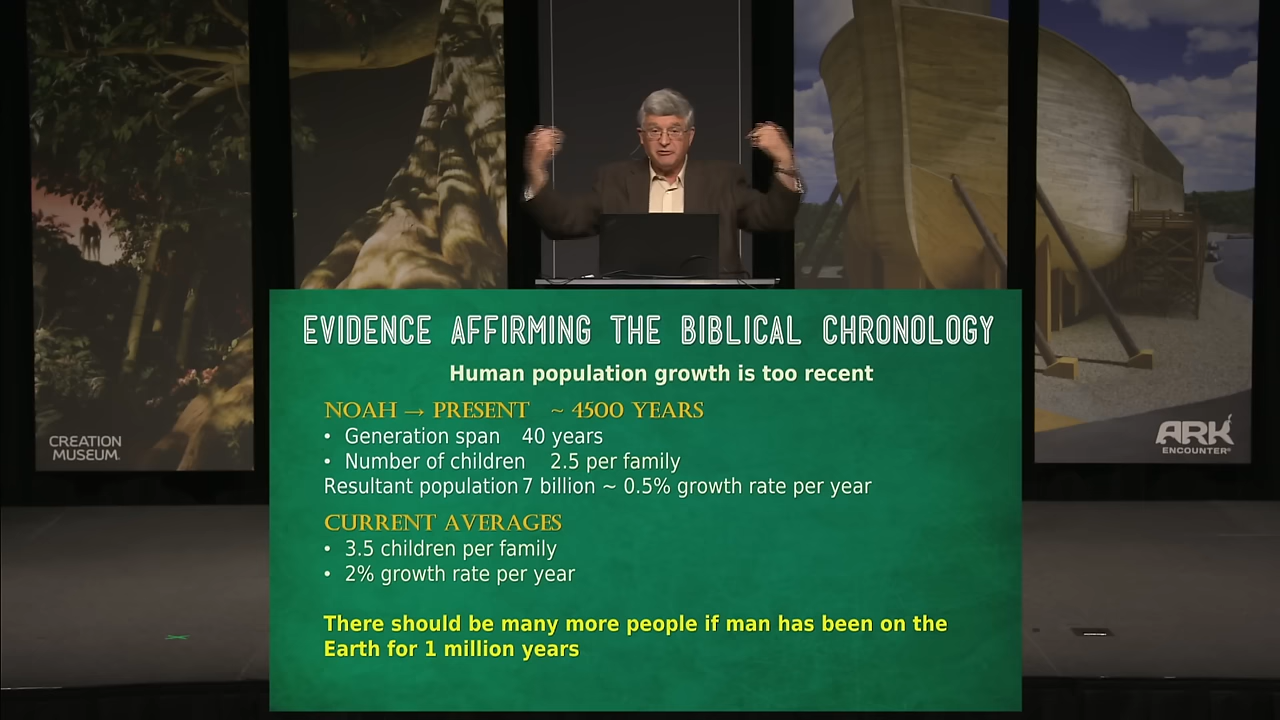 EVIDENCE AFFIRMING THE BIBLICAL CHRONOLOGY
Human population growth is too recent
NOAH → PRESENT ~ 4500 YEARS
• Generation span 40 years
• Number of children 2.5 per family
Resultant population 7 billion ~ 0.5% growth rate per year
CURRENT AVERAGES
• 3.5 children per family
• 2% growth rate per year
There should be many more people if man has been on the
Earth for 1 million years
CREATION
MUSEUM.
ARK
ENCOUNTER®